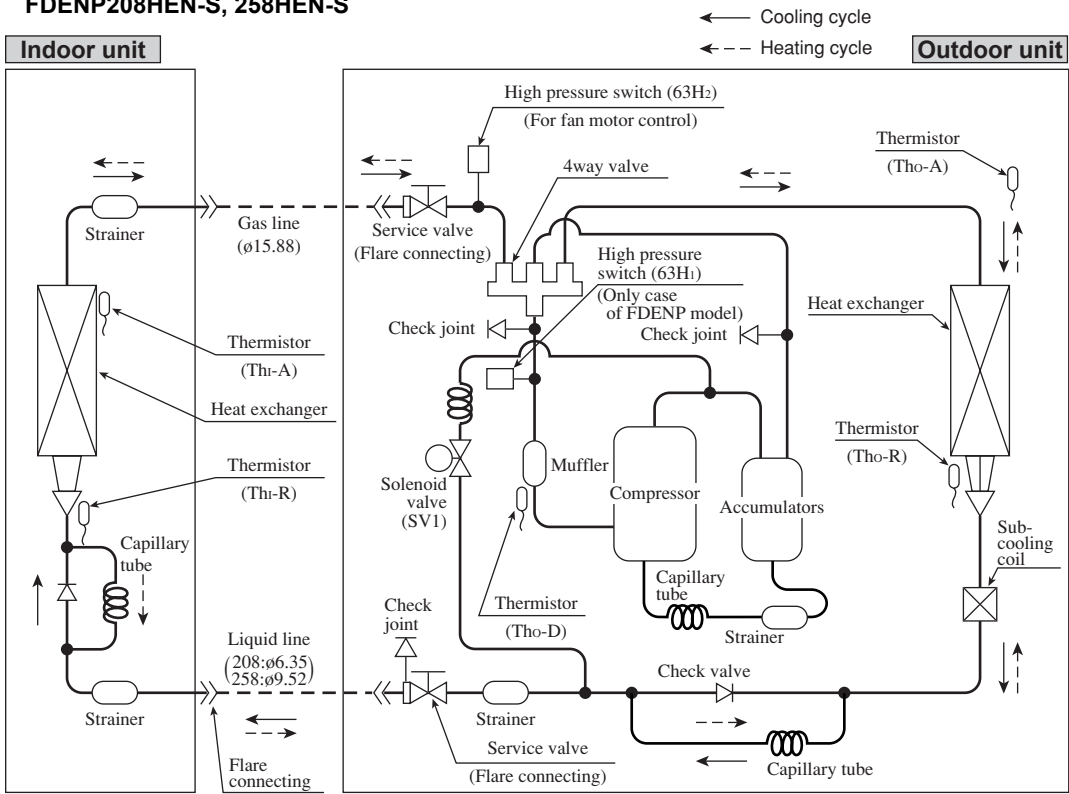 FDENP208HEN-S, 258HEN-S
Cooling cycle
Heating cycle
Indoor unit
Outdoor unit
High pressure switch (63H2)
(For fan motor control)
Thermistor
(ThO-A)
4way valve
Strainer
Gas line
(ø15.88)
Service valve
(Flare connecting)
High pressure
switch (63H1)
(Only case
of FDENP model)
Check joint
Check joint
Heat exchanger
Thermistor
(ThI-A)
Heat exchanger
Thermistor
(ThI-R)
Thermistor
(ThO-R)
Muffler
Solenoid
valve
(SV1)
Compressor
Accumulators
Capillary
tube
Sub-
cooling
coil
Capillary
tube
Strainer
Check
joint
Thermistor
(ThO-D)
Liquid line
(208:ø6.35
258:ø9.52)
Check valve
Strainer
Strainer
Service valve
(Flare connecting)
Capillary tube
Flare
connecting